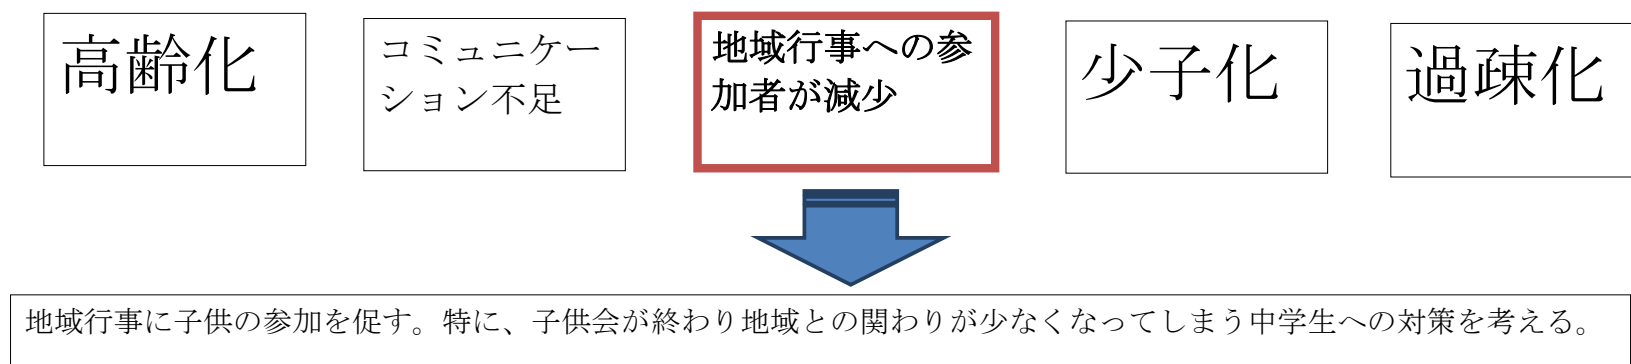 高齢化
コミュニケー
ション不足
地域行事への参
加者が減少
少子化
過疎化
地域行事に子供の参加を促す。特に、子供会が終わり地域との関わりが少なくなってしまう中学生への対策を考える。